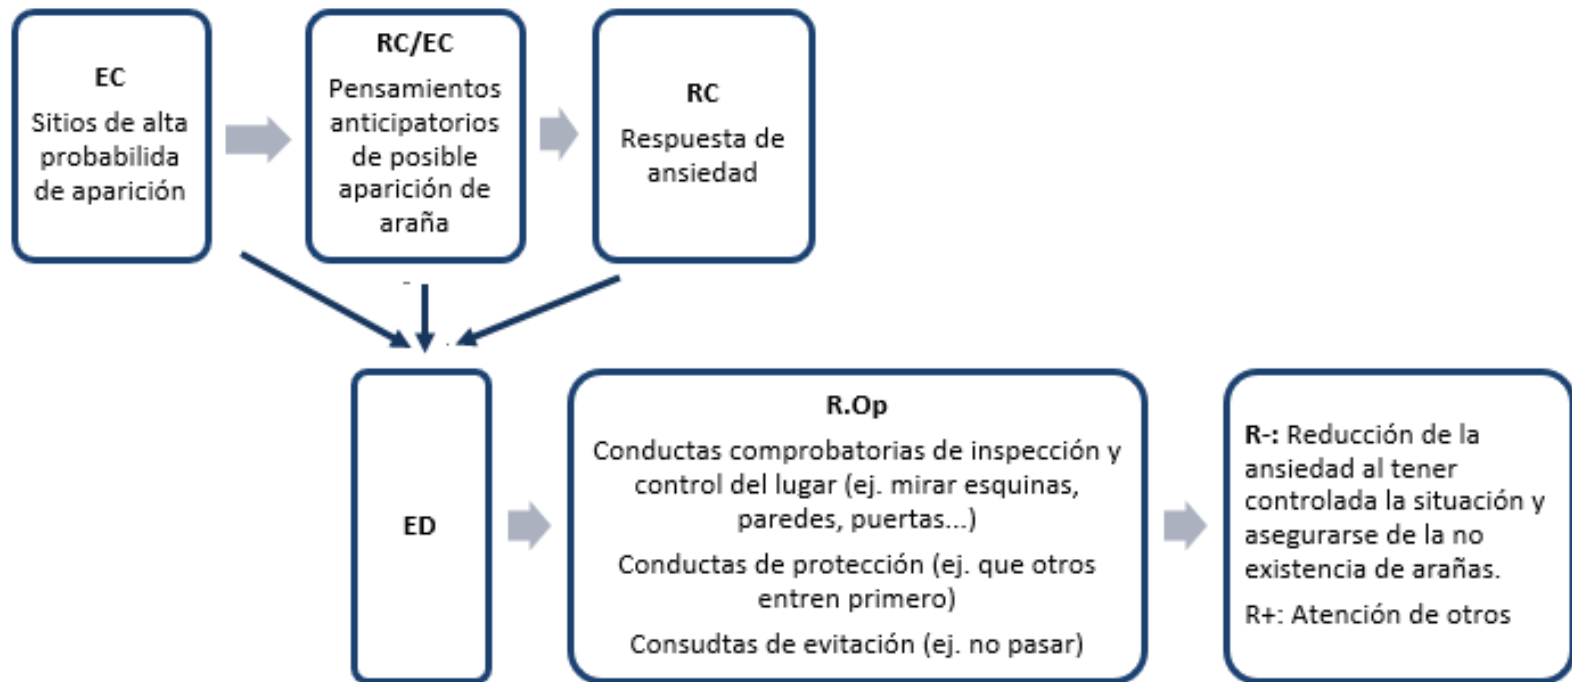 EC
Sitios de alta
probabilida
de aparición
RC/EC
Pensamientos
anticipatorios
de posible
aparición de
araña
RC
Respuesta de
ansiedad
ED
R.Op
Conductas comprobatorias de inspección y
control del lugar (ej. mirar esquinas,
paredes, puertas...)
Conductas de protección (ej. que otros
entren primero)
Consudtas de evitación (ej. no pasar)
R-: Reducción de la
ansiedad al tener
controlada la situación y
asegurarse de la no
existencia de arañas.
R+: Atención de otros